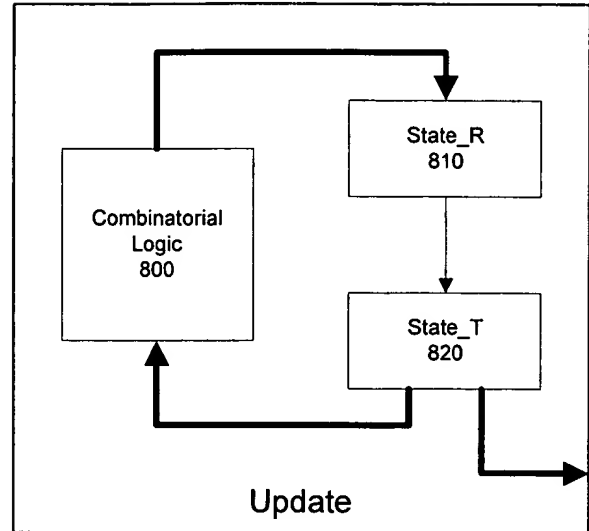 State_R
810
Combinatorial
Logic
800
State_T
820
Update